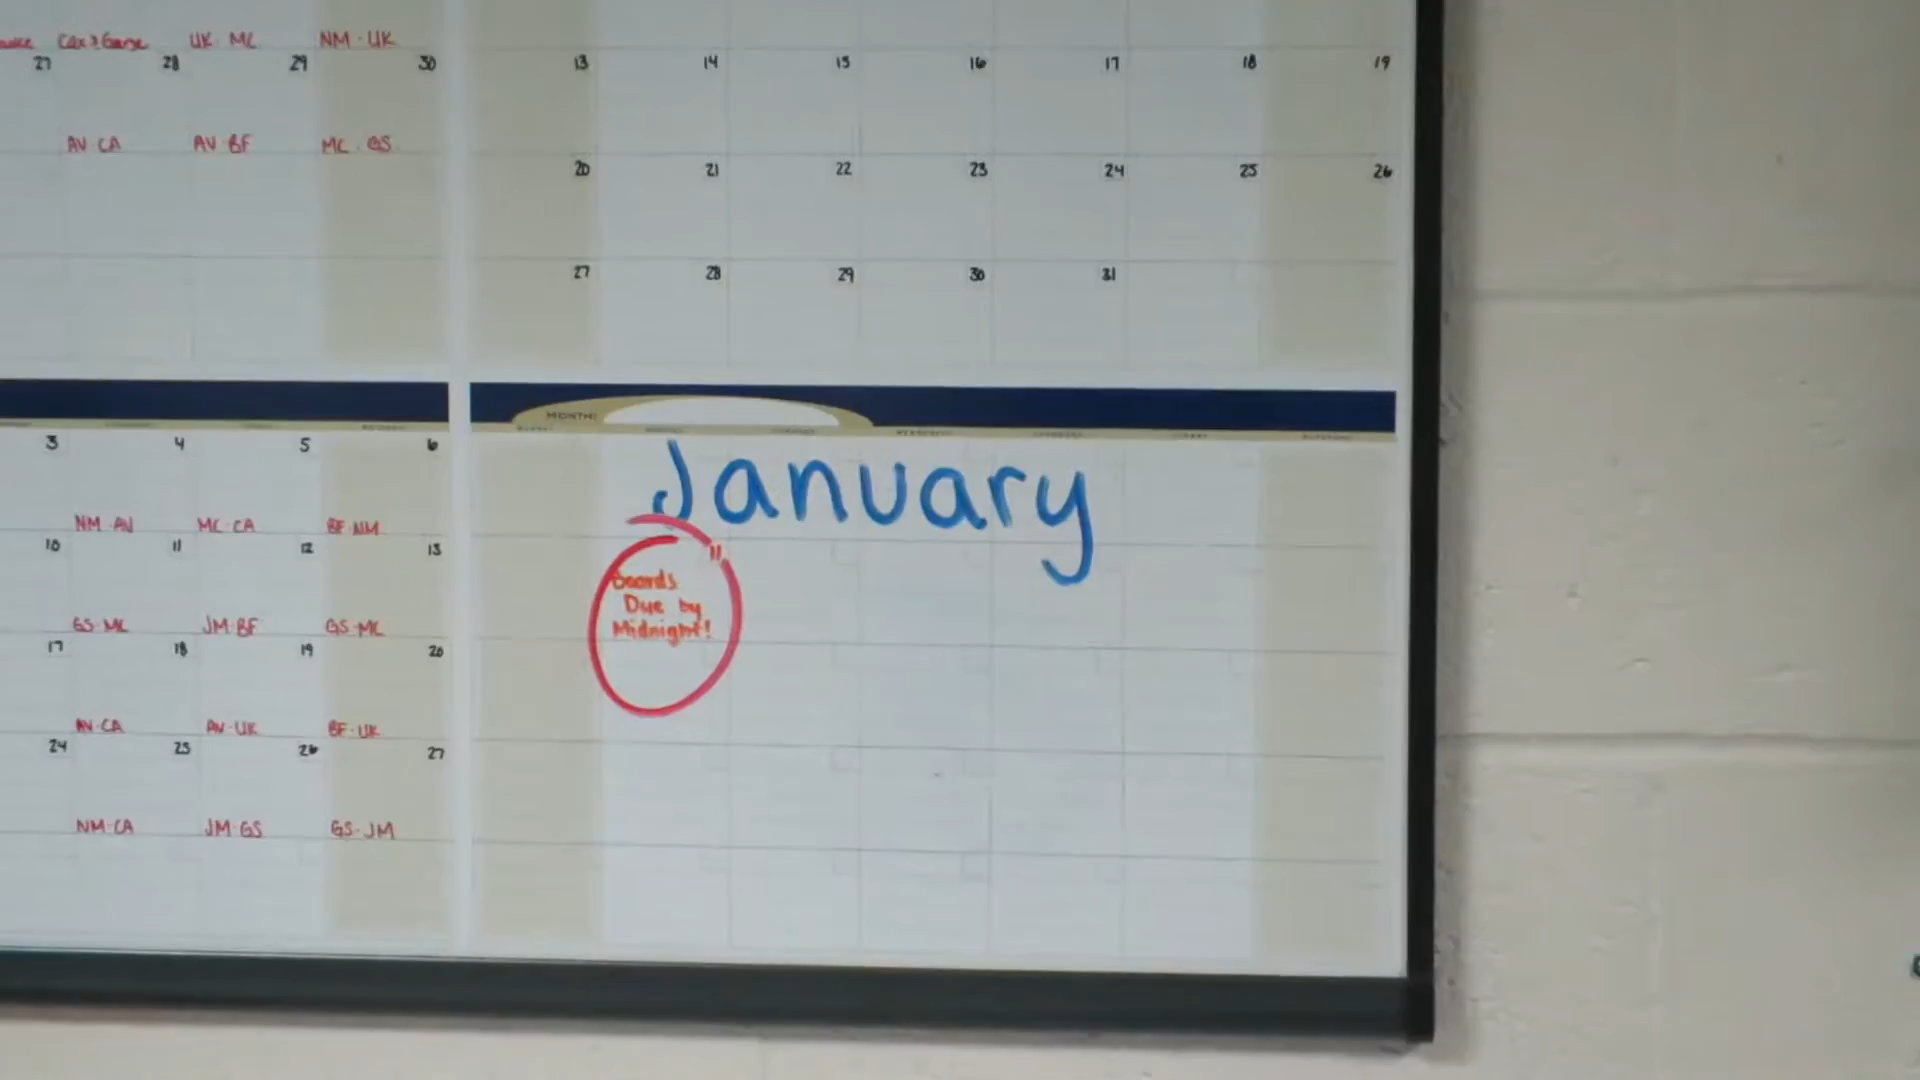 Cox's Game UK · MC NM · UK
27 28 29 30
AV · CA AV · BF MC · GS
13 14 15 16 17 18 19
20 21 22 23 24 25 26
27 28 29 30 31
3 4 5 6
NM · AV MC · CA BF · NM
10 11 12 13
GS · MC JM · BF GS · MC
17 18 19 20
AV · CA AV · UK BF · UK
24 25 26 27
NM · CA JM · GS GS · JM
MONTH:
January
11
Boards
Due by
Midnight!